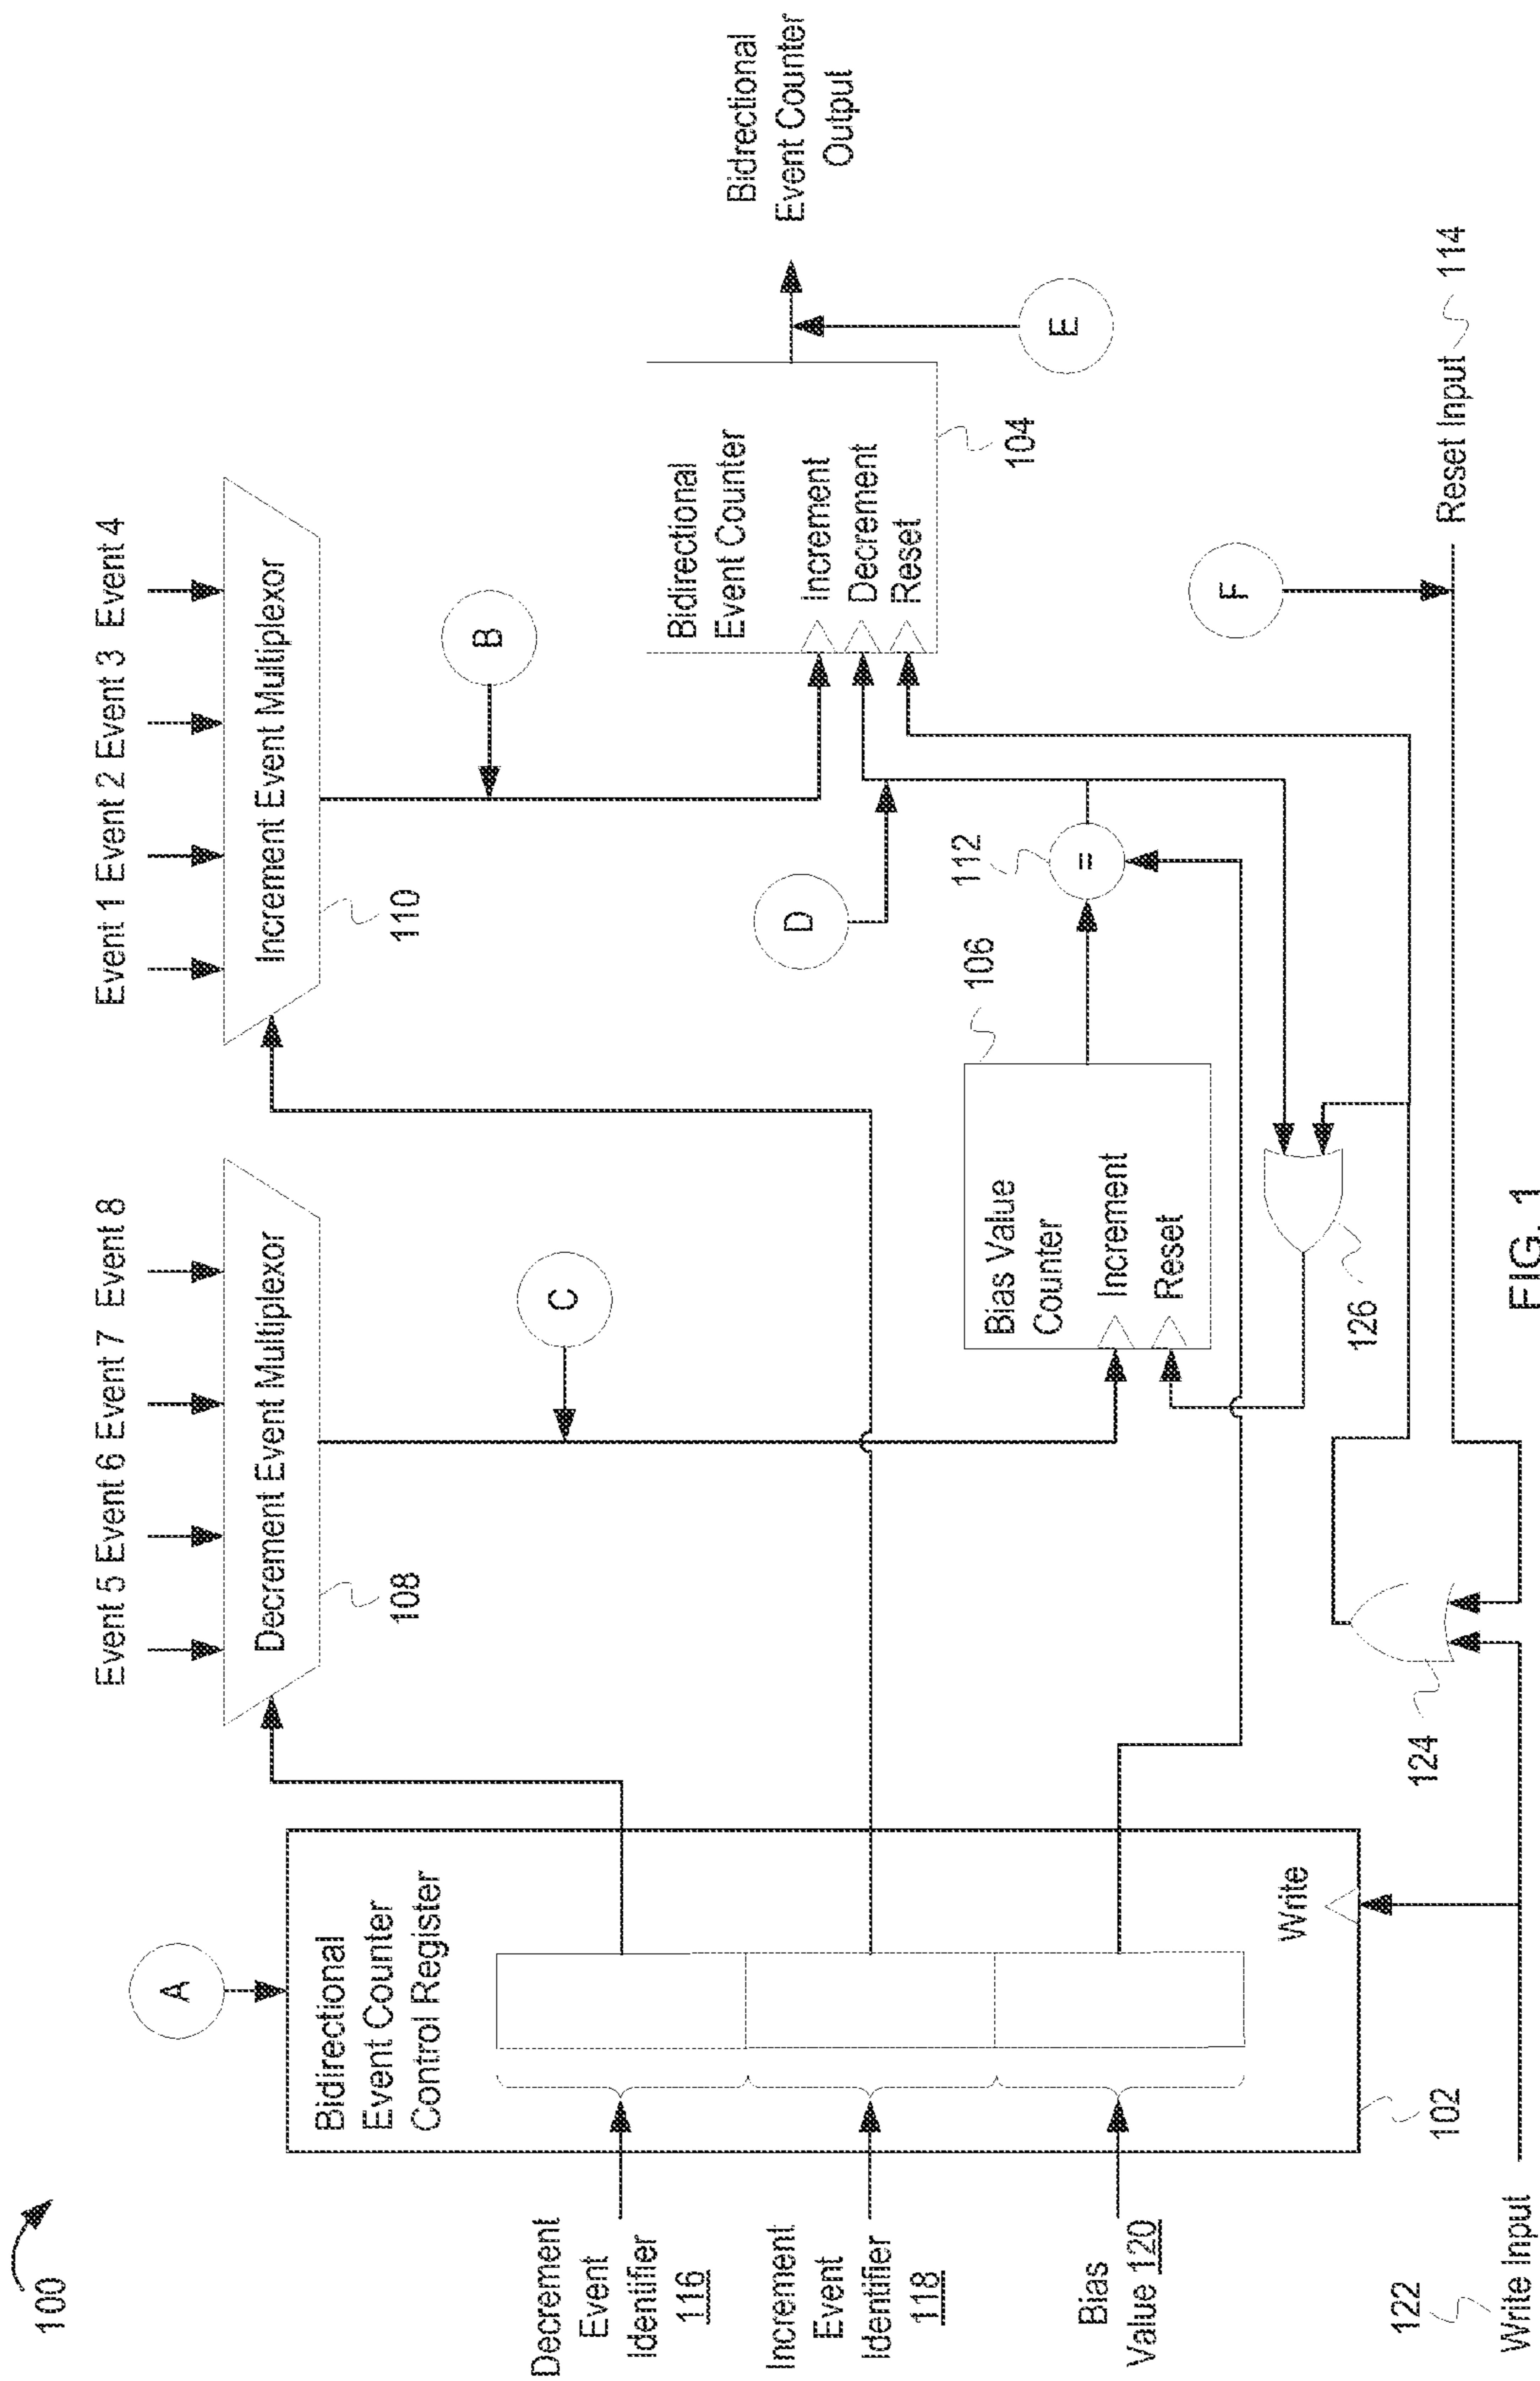 100
Event 5 Event 6 Event 7 Event 8
Event 1 Event 2 Event 3 Event 4
A
Decrement Event Multiplexor
108
Increment Event Multiplexor
110
Bidirectional
Event Counter
Control Register
C
B
Decrement
Event
Identifier
116
Increment
Event
Identifier
118
Bias
Value 120
Write
102
D
Bidirectional
Event Counter
Increment
Decrement
Reset
104
Bidrectional
Event Counter
Output
E
106
112
=
Bias Value
Counter
Increment
Reset
126
F
124
122
Write Input
Reset Input 114
FIG. 1